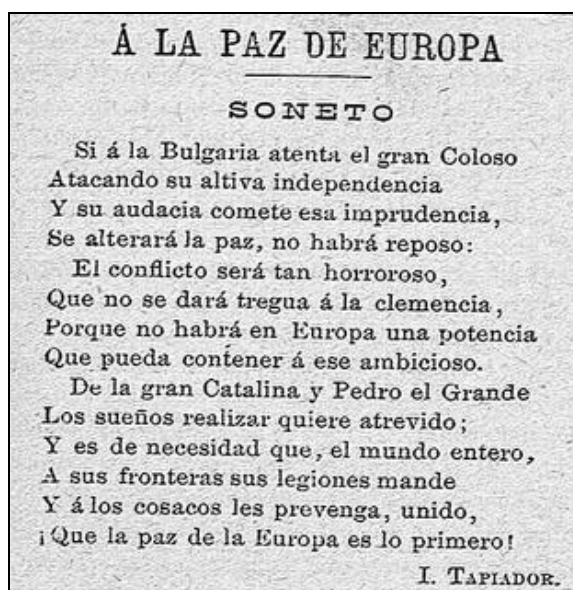 Á LA PAZ DE EUROPA
SONETO
Si á la Bulgaria atenta el gran Coloso
Atacando su altiva independencia
Y su audacia comete esa imprudencia,
Se alterará la paz, no habrá reposo:
El conflicto será tan horroroso,
Que no se dará tregua á la clemencia,
Porque no habrá en Europa una potencia
Que pueda contener á ese ambicioso.
De la gran Catalina y Pedro el Grande
Los sueños realizar quiere atrevido;
Y es de necesidad que, el mundo entero,
A sus fronteras sus legiones mande
Y á los cosacos les prevenga, unido,
¡Que la paz de la Europa es lo primero!
I. TAPIADOR.